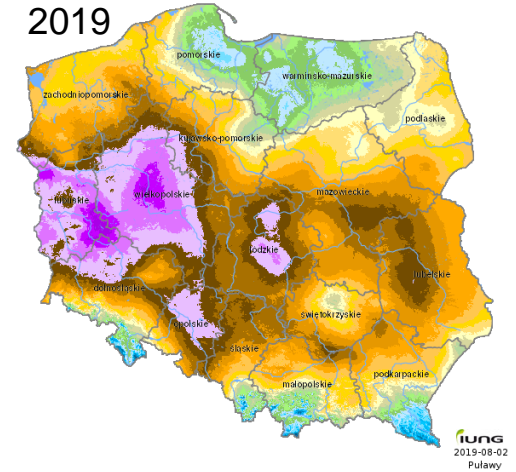 2019
pomorskie
warmińsko-mazurskie
zachodniopomorskie
podlaskie
kujawsko-pomorskie
mazowieckie
wielkopolskie
lubuskie
łódzkie
lubelskie
dolnośląskie
świętokrzyskie
opolskie
śląskie
podkarpackie
małopolskie
IUNG
2019-08-02
Puławy